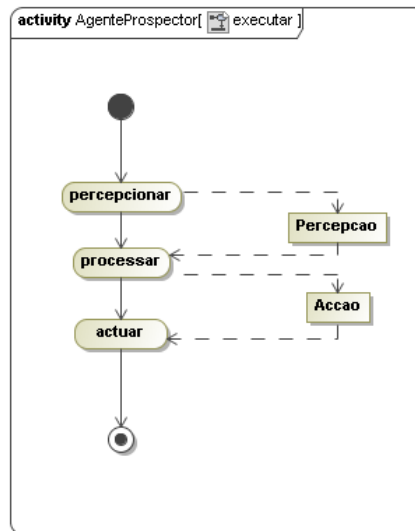 activity AgenteProspector[ executar ]
percepcionar
Percepcao
processar
Accao
actuar